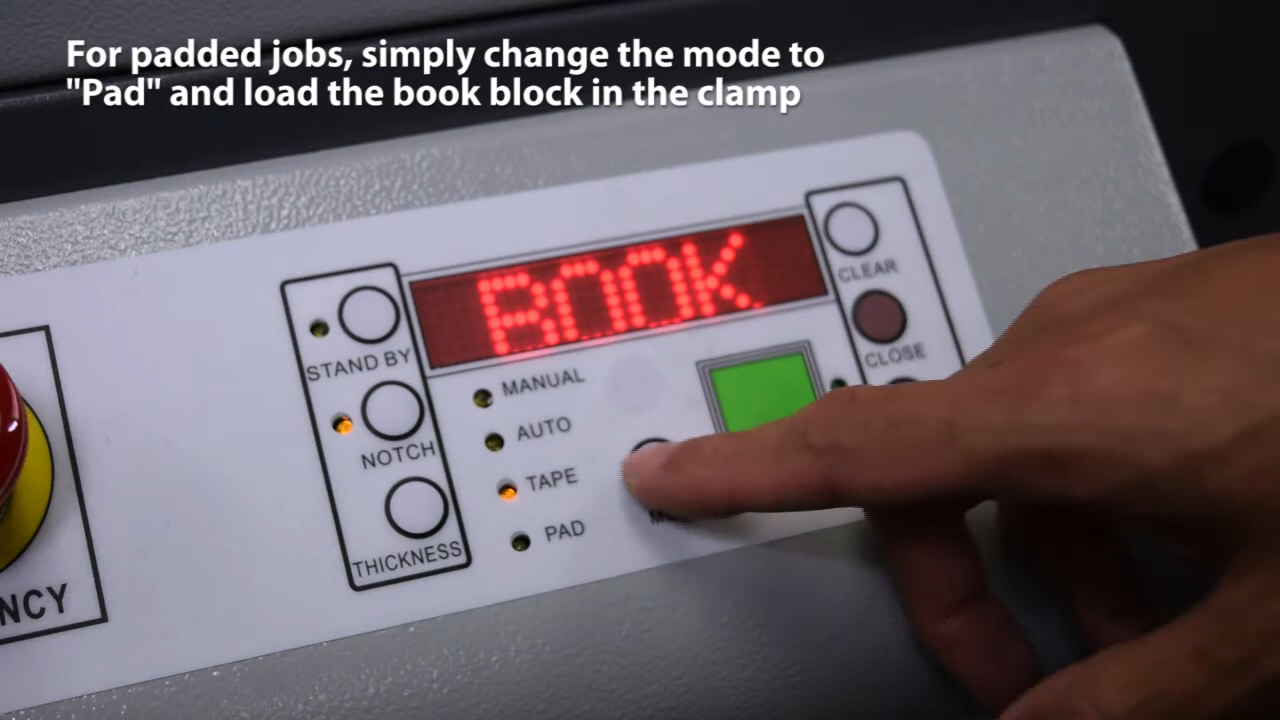 For padded jobs, simply change the mode to
"Pad" and load the book block in the clamp
BOOK
CLEAR
CLOSE
STAND BY
NOTCH
THICKNESS
MANUAL
AUTO
TAPE
PAD